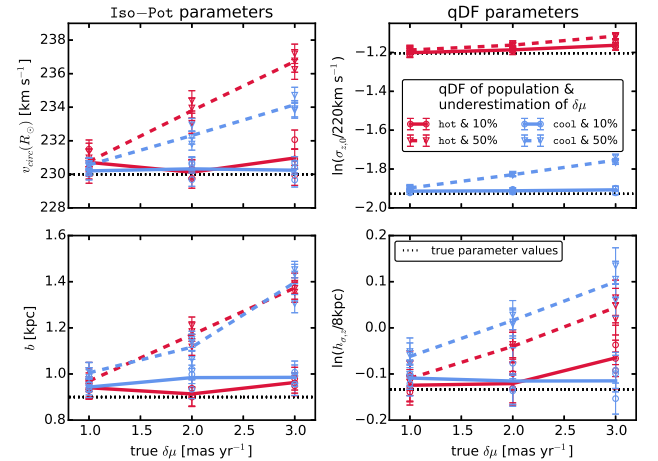 Iso-Pot parameters
qDF parameters
v_circ(R_⊙) [km s⁻¹]
238
236
234
232
230
228
ln(σ_z,0/220km s⁻¹)
−1.2
−1.4
−1.6
−1.8
−2.0
qDF of population &
underestimation of δμ
hot & 10%
cool & 10%
hot & 50%
cool & 50%
b [kpc]
1.6
1.4
1.2
1.0
0.8
1.0
1.5
2.0
2.5
3.0
true δμ [mas yr⁻¹]
ln(h_σ,z/8kpc)
0.2
0.1
0.0
−0.1
−0.2
true parameter values
1.0
1.5
2.0
2.5
3.0
true δμ [mas yr⁻¹]